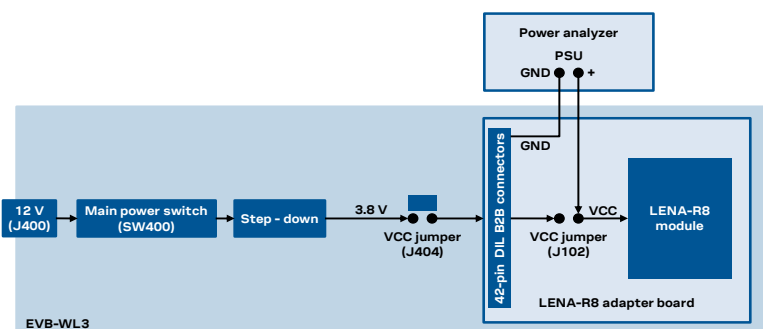 Power analyzer
PSU
GND
+
GND
42-pin DIL B2B connectors
12 V
(J400)
Main power switch
(SW400)
Step - down
3.8 V
VCC jumper
(J404)
VCC
VCC jumper
(J102)
LENA-R8
module
LENA-R8 adapter board
EVB-WL3